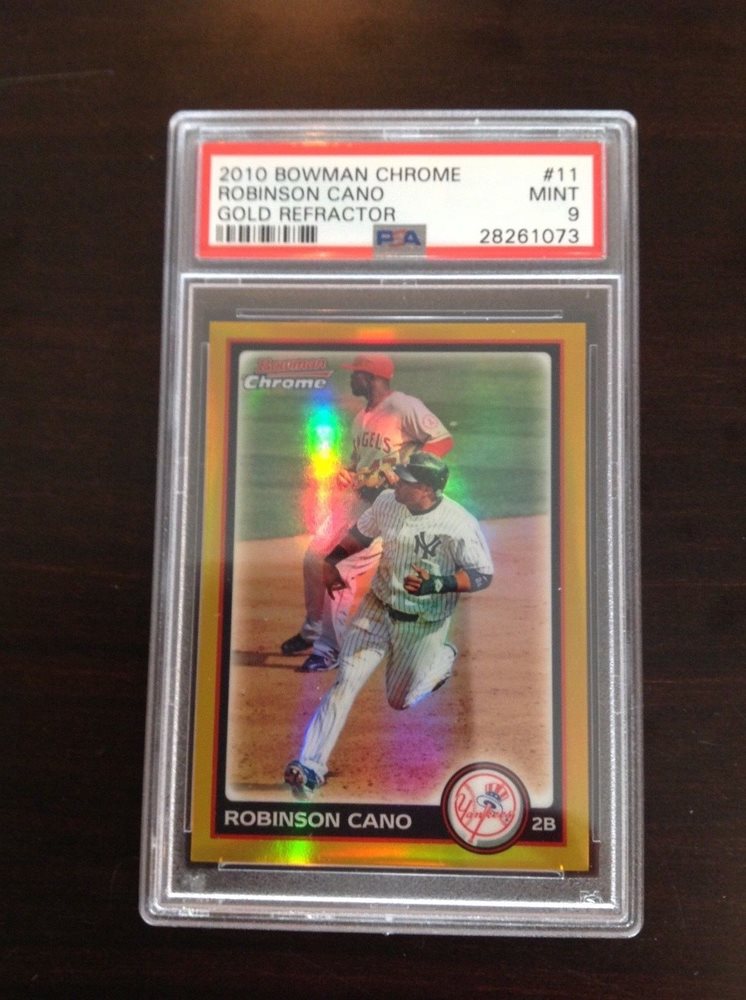 2010 BOWMAN CHROME #11
ROBINSON CANO MINT
GOLD REFRACTOR 9
PSA 28261073
Bowman
Chrome
ANGELS
NY
ROBINSON CANO
Yankees
2B